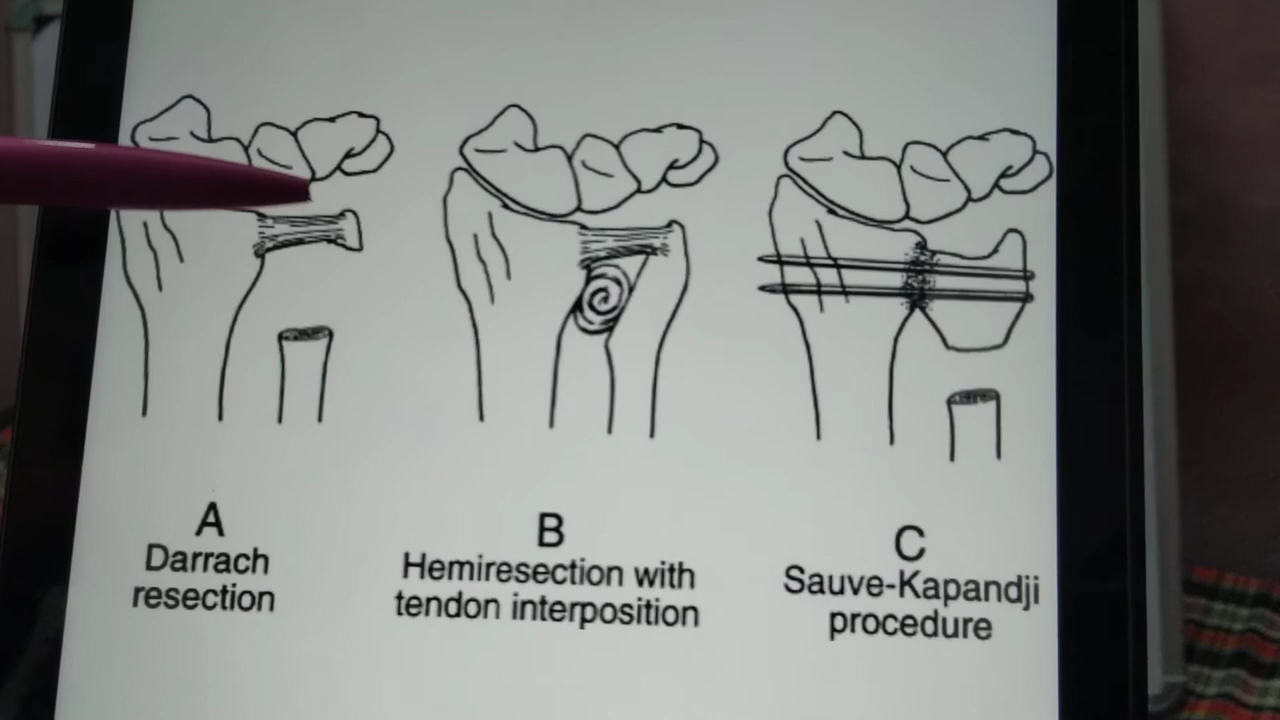 A
Darrach
resection
B
Hemiresection with
tendon interposition
C
Sauve-Kapandji
procedure